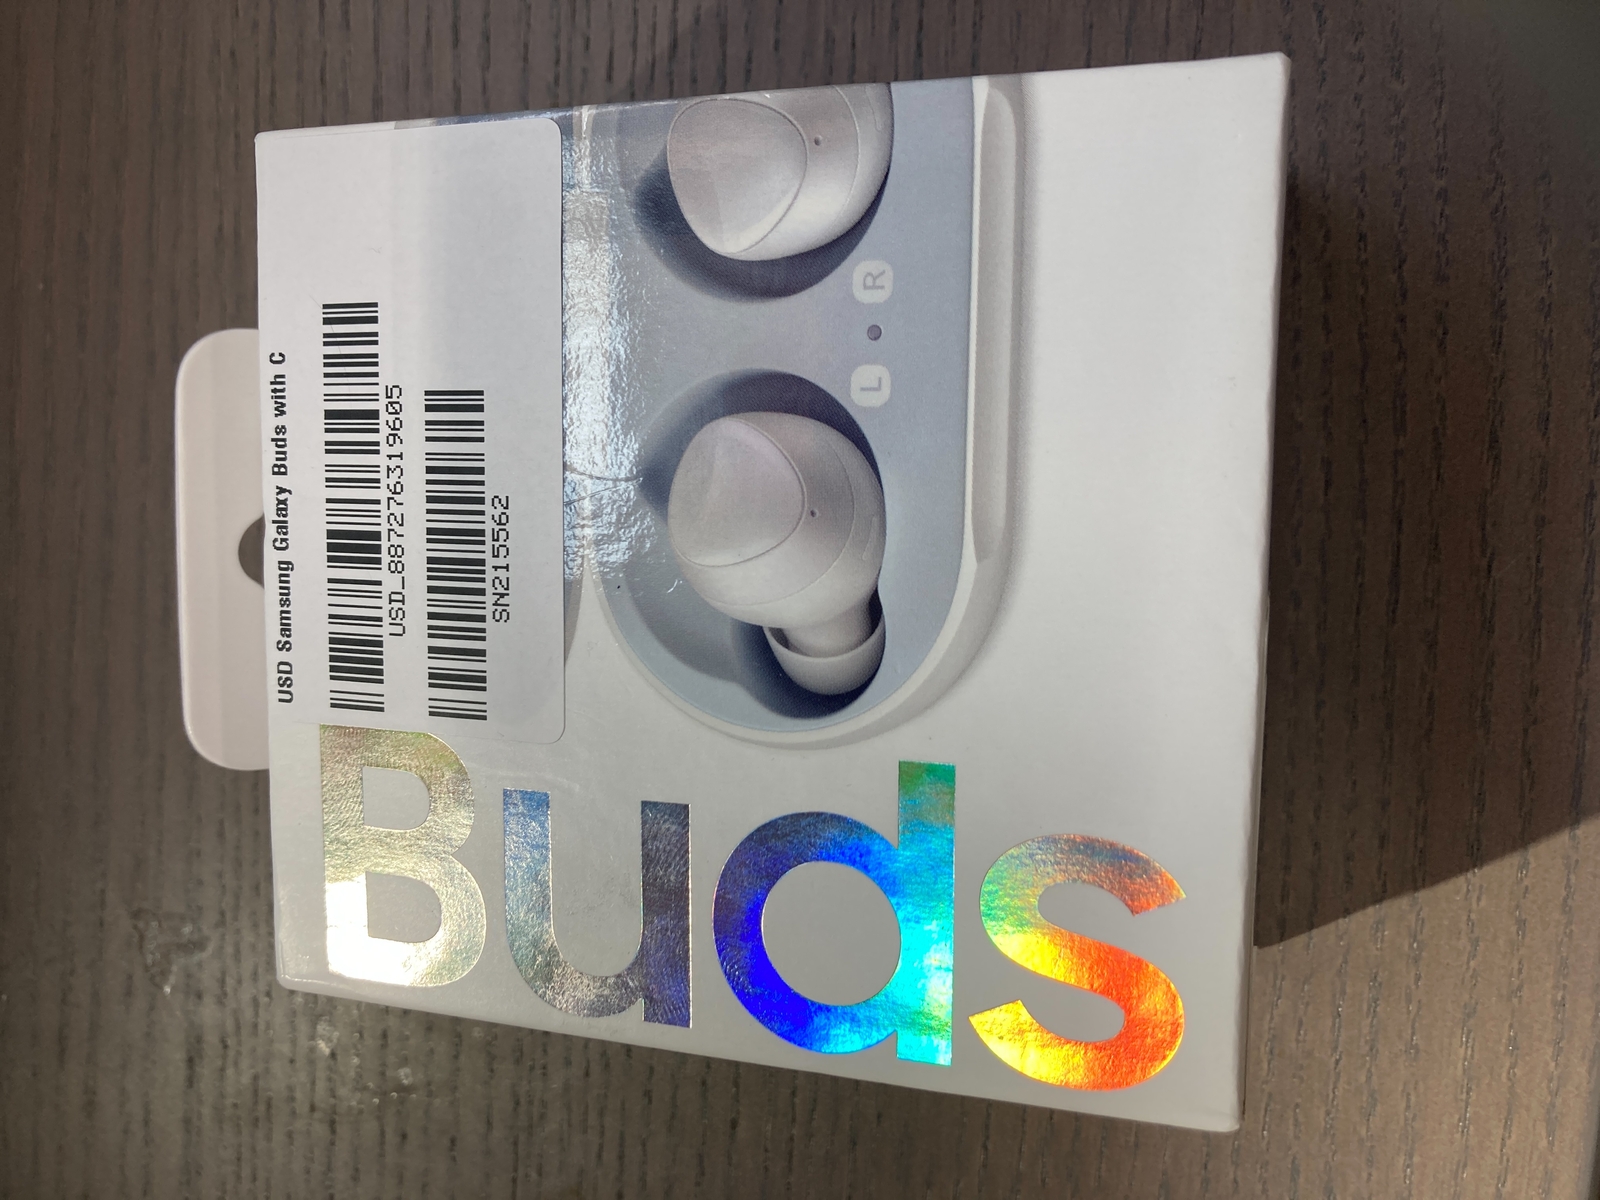 USD Samsung Galaxy Buds with C
USD_887276319605
SN215562
Buds
L
R